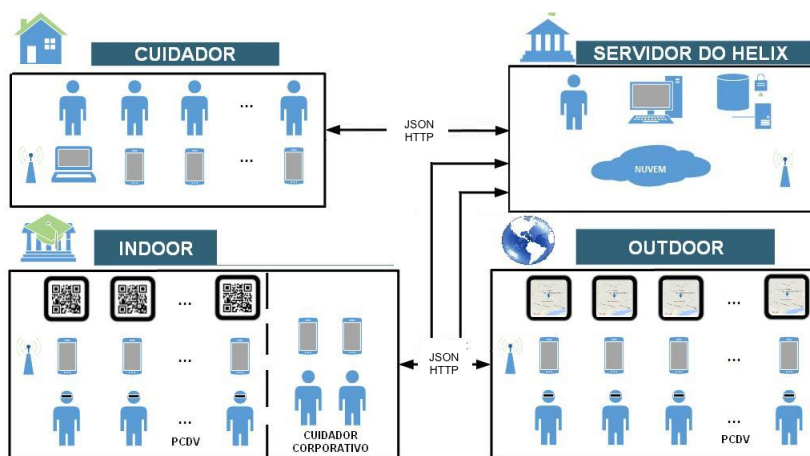 CUIDADOR
SERVIDOR DO HELIX
...
JSON
HTTP
...
NUVEM
INDOOR
OUTDOOR
...
...
...
JSON
HTTP
...
...
PCDV
CUIDADOR
CORPORATIVO
...
PCDV